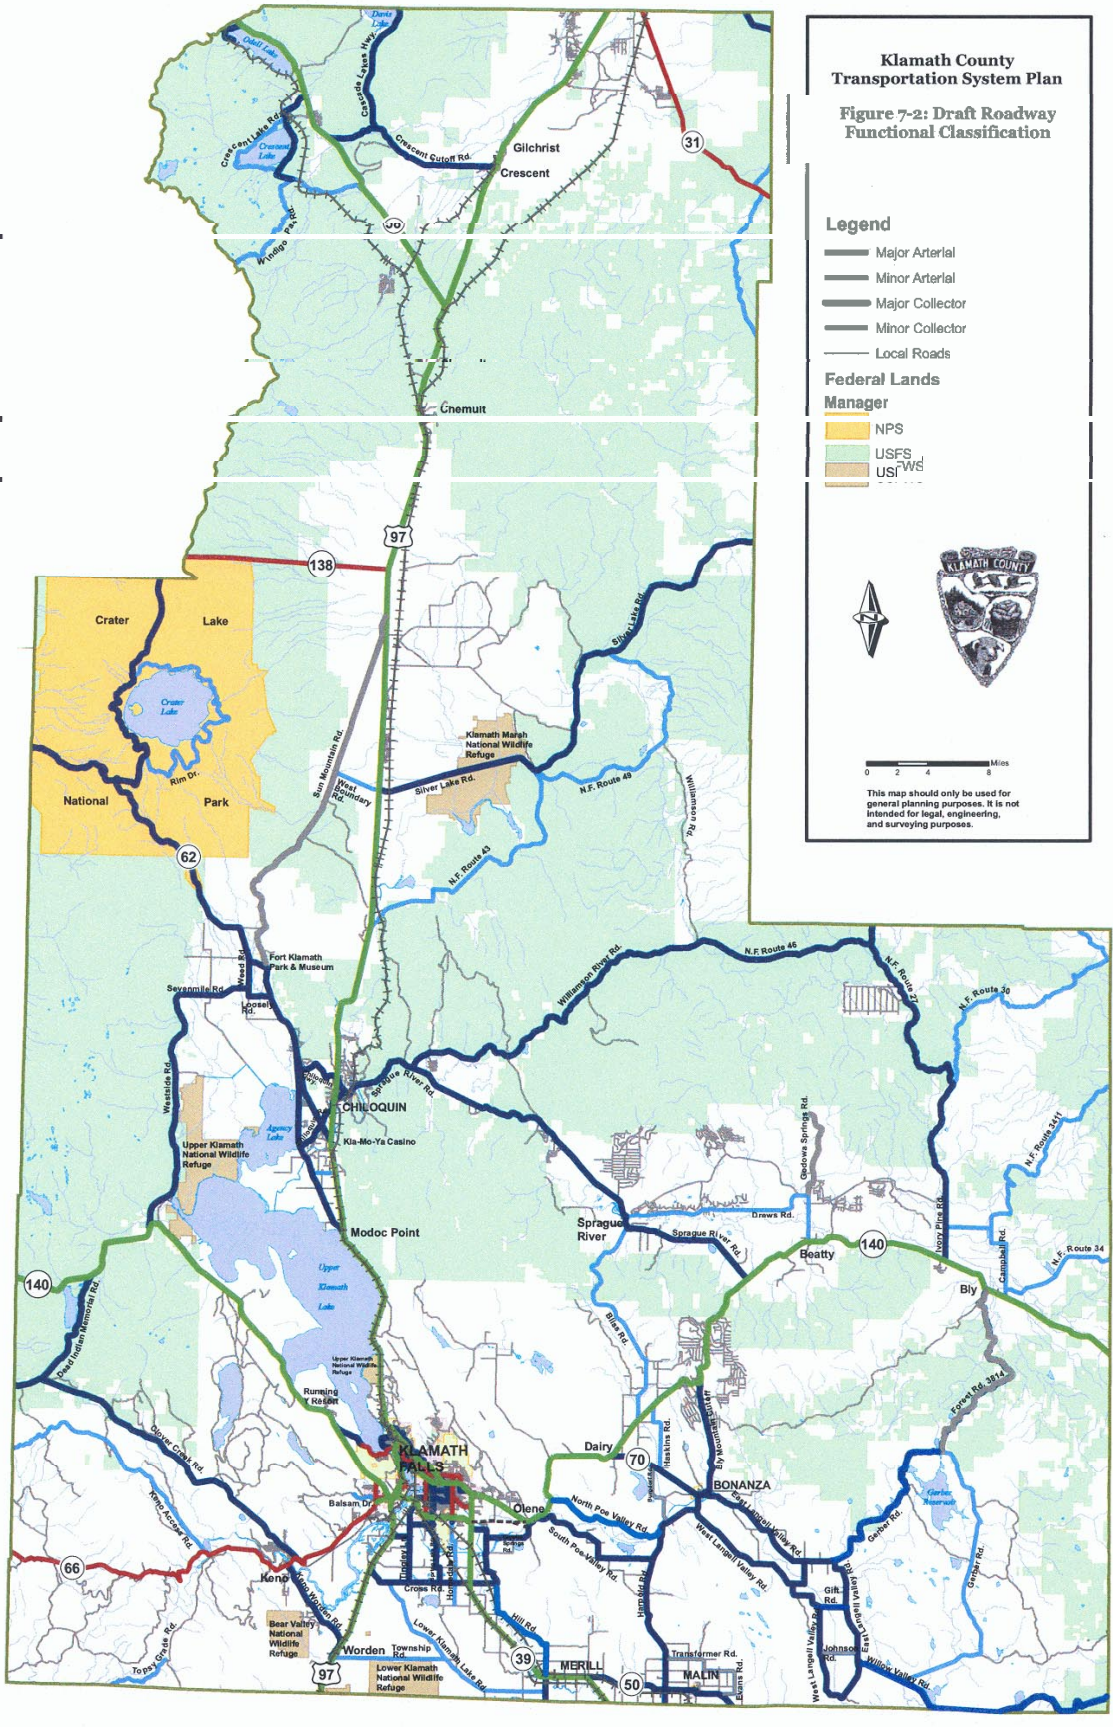 Klamath County
Transportation System Plan
Figure 7-2: Draft Roadway
Functional Classification
Legend
Major Arterial
Minor Arterial
Major Collector
Minor Collector
Local Roads
Federal Lands
Manager
NPS
USFS
KLAMATH COUNTY
N
Miles
0 2 4 8
This map should only be used for
general planning purposes. It is not
intended for legal, engineering,
and surveying purposes.
Davis
Lake
Odell Lake
Cascade Lakes Hwy.
Crescent Lake Rd.
Crescent
Lake
Crescent Cutoff Rd.
Gilchrist
Crescent
31
Windigo Pas Rd.
Chemult
97
138
Crater Lake
Crater
Lake
Rim Dr.
National Park
62
Silver Lake Rd.
Klamath Marsh
National Wildlife
Refuge
Sun Mountain Rd.
West
Boundary
Rd.
Silver Lake Rd.
N.F. Route 49
Williamson Rd.
N.F. Route 43
Fort Klamath
Park & Museum
Weed Rd.
Sevenmile Rd.
Loosely
Rd.
Williamson River Rd.
N.F. Route 46
N.F. Route 27
N.F. Route 30
Westside Rd.
Chiloquin
Hwy.
Sprague River Rd.
CHILOQUIN
Agency
Lake
Kla-Mo-Ya Casino
Upper Klamath
National Wildlife
Refuge
Godowa Springs Rd.
N.F. Route 3411
Modoc Point
Sprague
River
Drews Rd.
Sprague River Rd.
Beatty
140
Ivory Pine Rd.
Campbell Rd.
N.F. Route 34
Bly
140
Upper
Klamath
Lake
Dead Indian Memorial Rd.
Bliss Rd.
Upper Klamath
National Wildlife
Refuge
Running
Y Resort
Forest Rd. 3814
Clover Creek Rd.
KLAMATH
FALLS
Dairy
70
Haskins Rd.
Ely Mountain Cutoff
BONANZA
Gerber
Reservoir
Keno Access Rd.
Balsam Dr.
Olene
North Poe Valley Rd.
South Poe Valley Rd.
East Langell Valley Rd.
West Langell Valley Rd.
Gerber Rd.
Gerber Rd.
66
Keno
Keno Worden Rd.
Cross Rd.
Homedale Rd.
Harpold Rd.
Gift
Rd.
East Langell Valley Rd.
West Langell Valley Rd.
Johnson
Rd.
Willow Valley Rd.
Topsy Grade Rd.
Bear Valley
National
Wildlife
Refuge
Worden
Township
Rd.
Lower Klamath Lake Rd.
Hill Rd.
39
MERILL
50
Transformer Rd.
MALIN
Evans Rd.
97
Lower Klamath
National Wildlife
Refuge